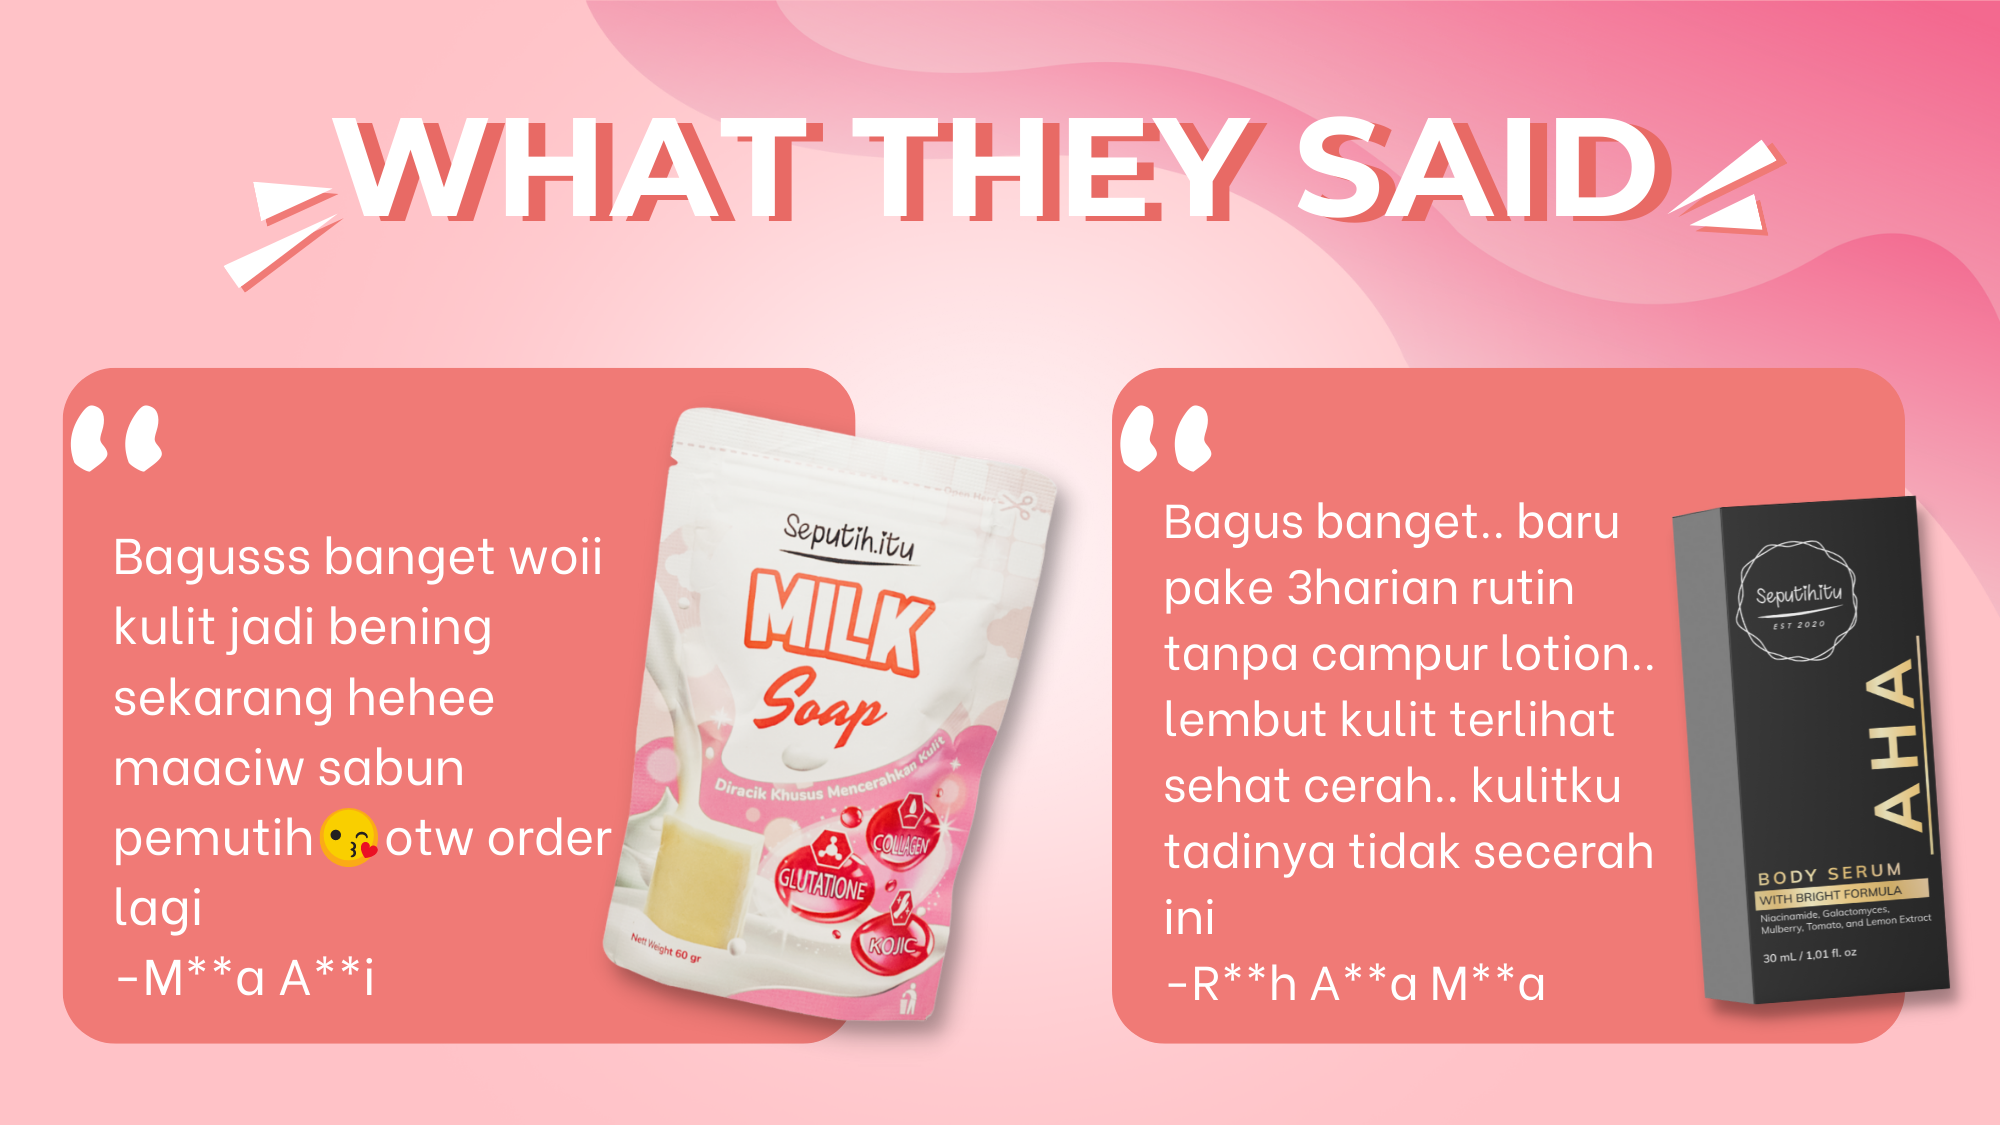 WHAT THEY SAID
Bagusss banget woii
kulit jadi bening
sekarang hehee
maaciw sabun
pemutih😘otw order
lagi
-M**a A**i
Open Here
Seputih.itu
MILK
Soap
Diracik Khusus Mencerahkan Kulit
COLLAGEN
GLUTATIONE
KOJIC
Nett Weight 60 gr
Bagus banget.. baru
pake 3harian rutin
tanpa campur lotion..
lembut kulit terlihat
sehat cerah.. kulitku
tadinya tidak secerah
ini
-R**h A**a M**a
Seputih.itu
EST 2020
AHA
BODY SERUM
WITH BRIGHT FORMULA
Niacinamide, Galactomyces,
Mulberry, Tomato, and Lemon Extract
30 mL / 1,01 fl. oz